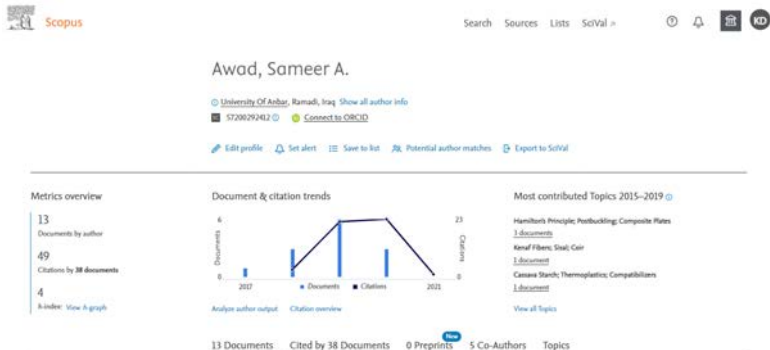 Scopus
Search Sources Lists SciVal
KD
Awad, Sameer A.
University Of Anbar, Ramadi, Iraq Show all author info
57200292412 Connect to ORCID
Edit profile Set alert Save to list Potential author matches Export to SciVal
Metrics overview
13
Documents by author
49
Citations by 38 documents
4
h-index: View h-graph
Document & citation trends
6
23
Documents
Citations
0
0
2017
2021
Documents Citations
Analyze author output Citation overview
Most contributed Topics 2015–2019
Hamilton's Principle; Postbuckling; Composite Plates
3 documents
Kenaf Fibers; Sisal; Coir
1 document
Cassava Starch; Thermoplastics; Compatibilizers
1 document
View all Topics
New
13 Documents Cited by 38 Documents 0 Preprints 5 Co-Authors Topics